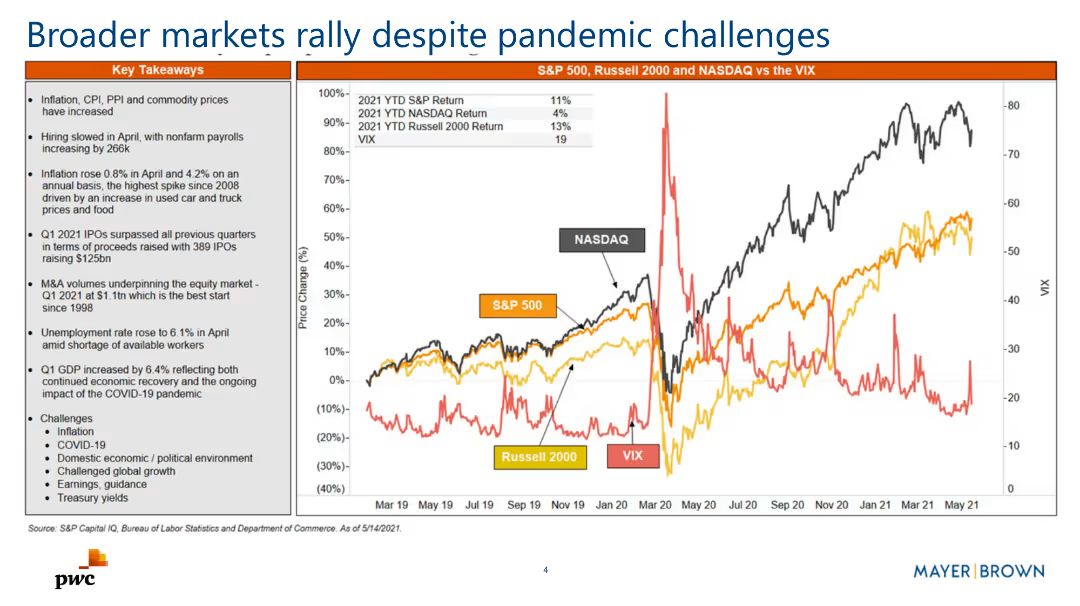 Broader markets rally despite pandemic challenges
Key Takeaways
• Inflation, CPI, PPI and commodity prices
have increased
• Hiring slowed in April, with nonfarm payrolls
increasing by 266k
• Inflation rose 0.8% in April and 4.2% on an
annual basis, the highest spike since 2008
driven by an increase in used car and truck
prices and food
• Q1 2021 IPOs surpassed all previous quarters
in terms of proceeds raised with 389 IPOs
raising $125bn
• M&A volumes underpinning the equity market -
Q1 2021 at $1.1tn which is the best start
since 1998
• Unemployment rate rose to 6.1% in April
amid shortage of available workers
• Q1 GDP increased by 6.4% reflecting both
continued economic recovery and the ongoing
impact of the COVID-19 pandemic
• Challenges
• Inflation
• COVID-19
• Domestic economic / political environment
• Challenged global growth
• Earnings, guidance
• Treasury yields
S&P 500, Russell 2000 and NASDAQ vs the VIX
2021 YTD S&P Return 11%
2021 YTD NASDAQ Return 4%
2021 YTD Russell 2000 Return 13%
VIX 19
Price Change (%)
100%
90%
80%
70%
60%
50%
40%
30%
20%
10%
0%
(10%)
(20%)
(30%)
(40%)
NASDAQ
S&P 500
Russell 2000
VIX
80
70
60
50
40
30
20
10
0
VIX
Mar 19 May 19 Jul 19 Sep 19 Nov 19 Jan 20 Mar 20 May 20 Jul 20 Sep 20 Nov 20 Jan 21 Mar 21 May 21
Source: S&P Capital IQ, Bureau of Labor Statistics and Department of Commerce. As of 5/14/2021.
pwc
4
MAYER|BROWN